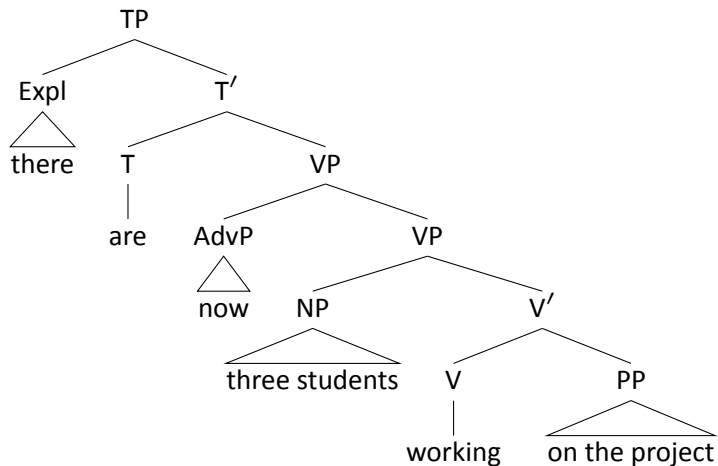 TP
Expl T′
there T VP
are AdvP VP
now NP V′
three students V PP
working on the project